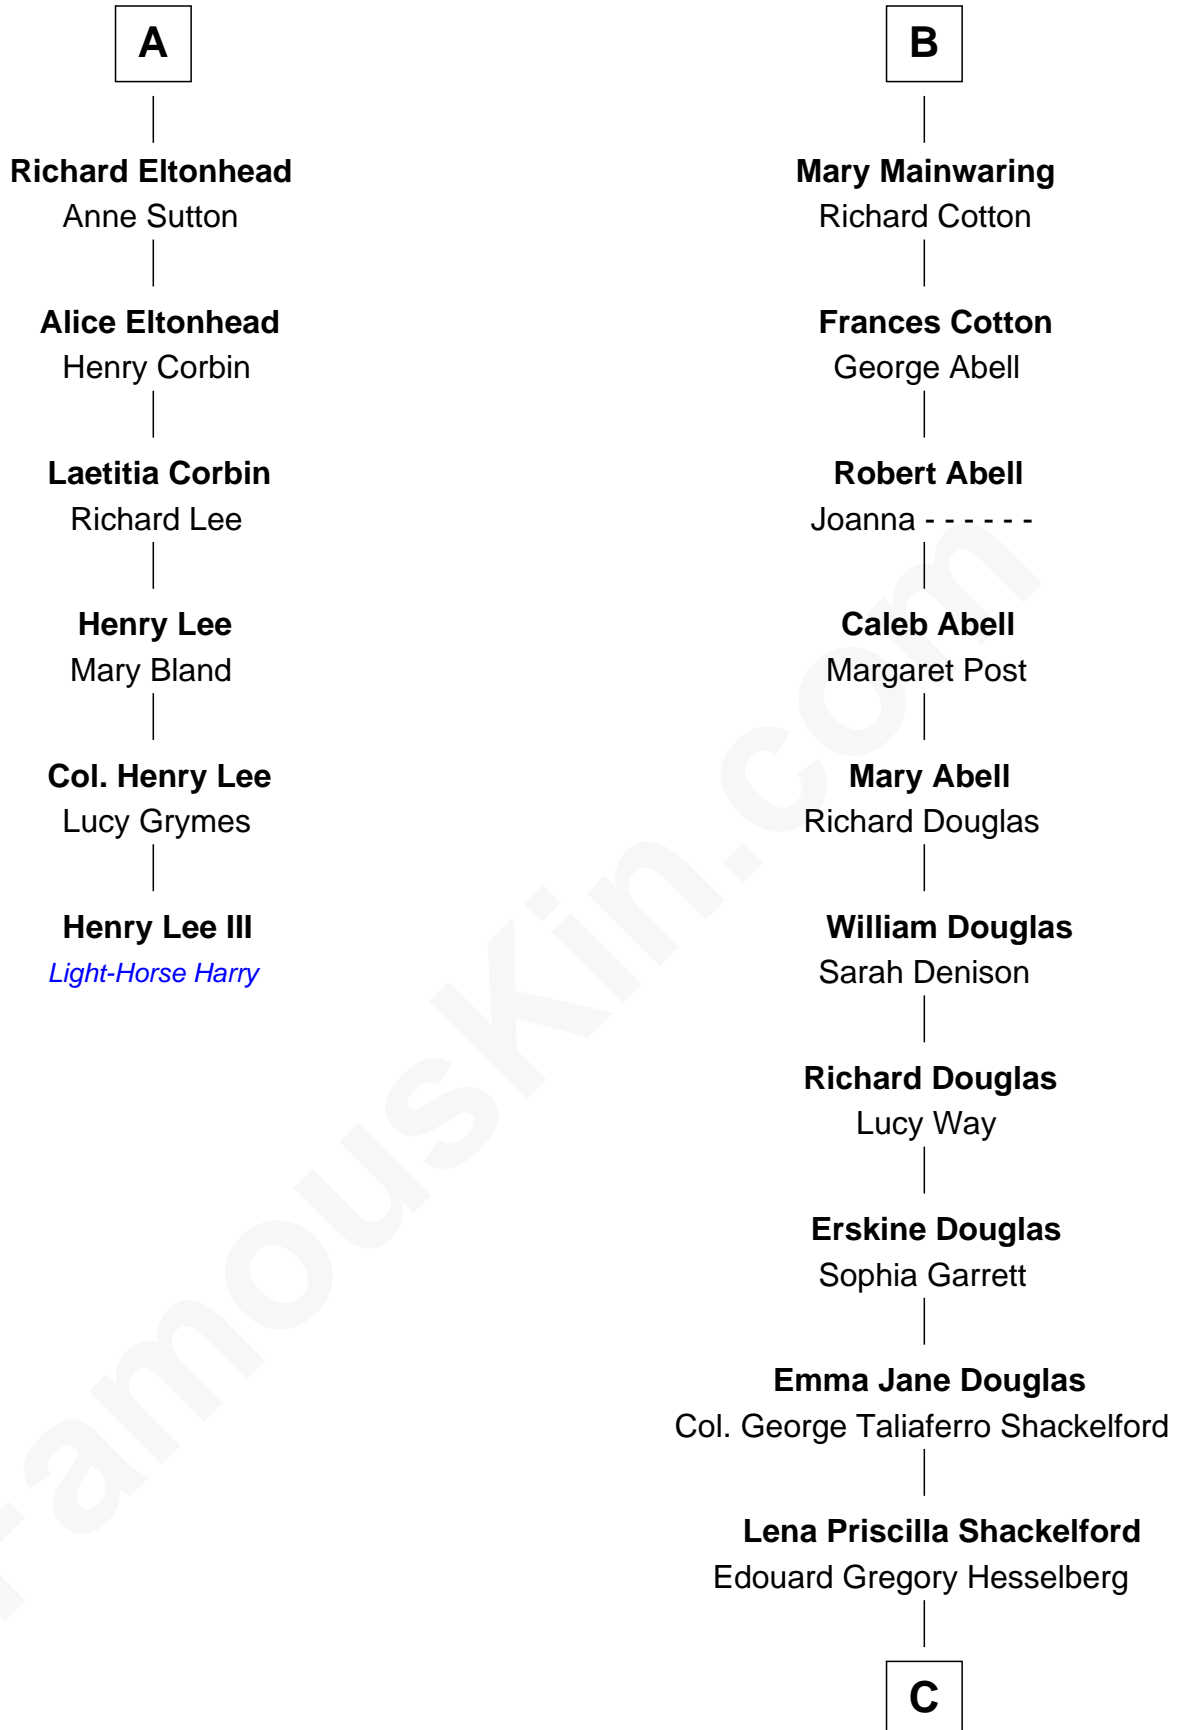 A
Richard Eltonhead
Anne Sutton
Alice Eltonhead
Henry Corbin
Laetitia Corbin
Richard Lee
Henry Lee
Mary Bland
Col. Henry Lee
Lucy Grymes
Henry Lee III
Light-Horse Harry
B
Mary Mainwaring
Richard Cotton
Frances Cotton
George Abell
Robert Abell
Joanna - - - - - -
Caleb Abell
Margaret Post
Mary Abell
Richard Douglas
William Douglas
Sarah Denison
Richard Douglas
Lucy Way
Erskine Douglas
Sophia Garrett
Emma Jane Douglas
Col. George Taliaferro Shackelford
Lena Priscilla Shackelford
Edouard Gregory Hesselberg
C
FamousKin.com